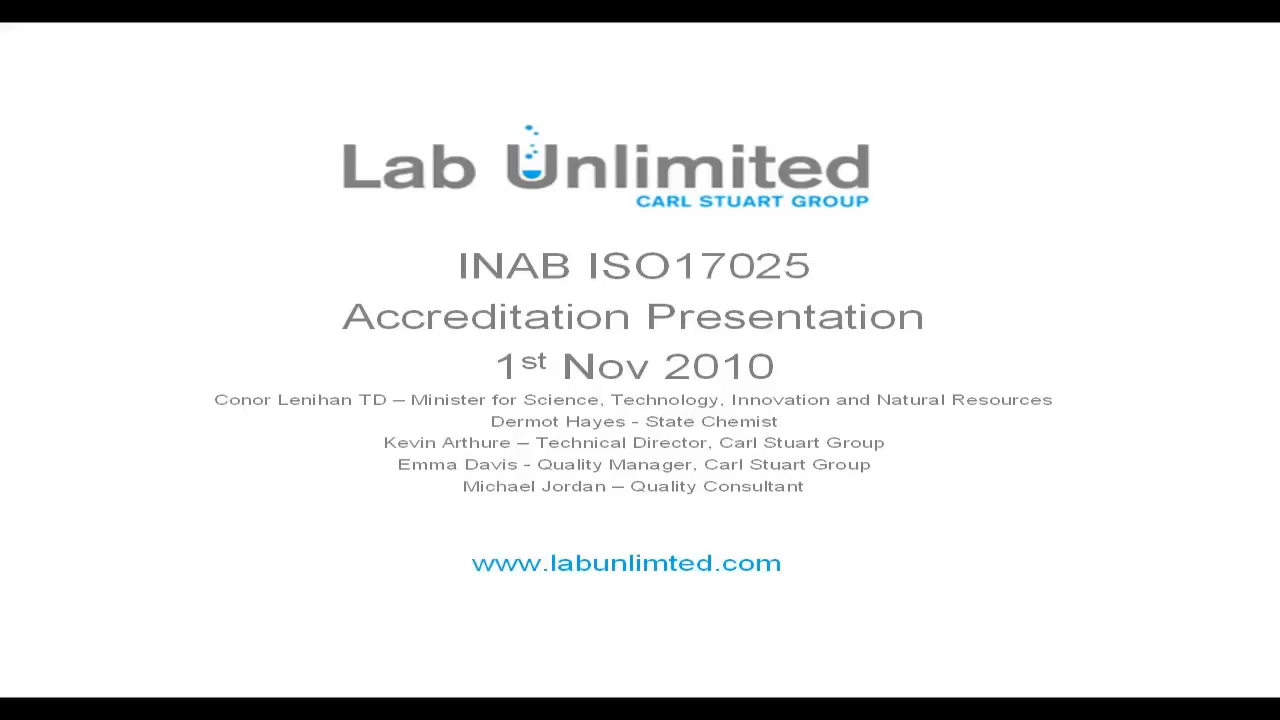 Lab Unlimited
CARL STUART GROUP
INAB ISO17025
Accreditation Presentation
1st Nov 2010
Conor Lenihan TD – Minister for Science, Technology, Innovation and Natural Resources
Dermot Hayes - State Chemist
Kevin Arthure – Technical Director, Carl Stuart Group
Emma Davis - Quality Manager, Carl Stuart Group
Michael Jordan – Quality Consultant
www.labunlimted.com